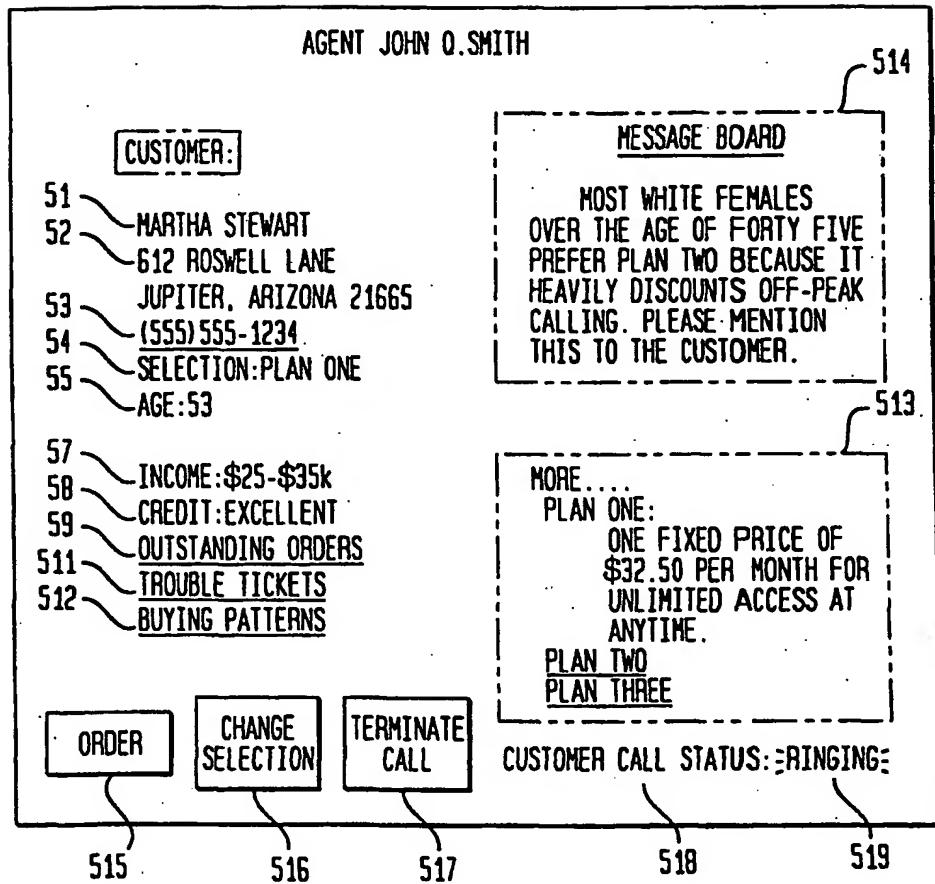 AGENT JOHN Q.SMITH
514
CUSTOMER:
51
MARTHA STEWART
52
612 ROSWELL LANE
JUPITER, ARIZONA 21665
53
(555)555-1234
54
SELECTION:PLAN ONE
55
AGE:53
57
INCOME:$25-$35k
58
CREDIT:EXCELLENT
59
OUTSTANDING ORDERS
511
TROUBLE TICKETS
512
BUYING PATTERNS
MESSAGE BOARD
MOST WHITE FEMALES
OVER THE AGE OF FORTY FIVE
PREFER PLAN TWO BECAUSE IT
HEAVILY DISCOUNTS OFF-PEAK
CALLING. PLEASE MENTION
THIS TO THE CUSTOMER.
513
MORE....
PLAN ONE:
ONE FIXED PRICE OF
$32.50 PER MONTH FOR
UNLIMITED ACCESS AT
ANYTIME.
PLAN TWO
PLAN THREE
ORDER
CHANGE
SELECTION
TERMINATE
CALL
CUSTOMER CALL STATUS: RINGING
515
516
517
518
519